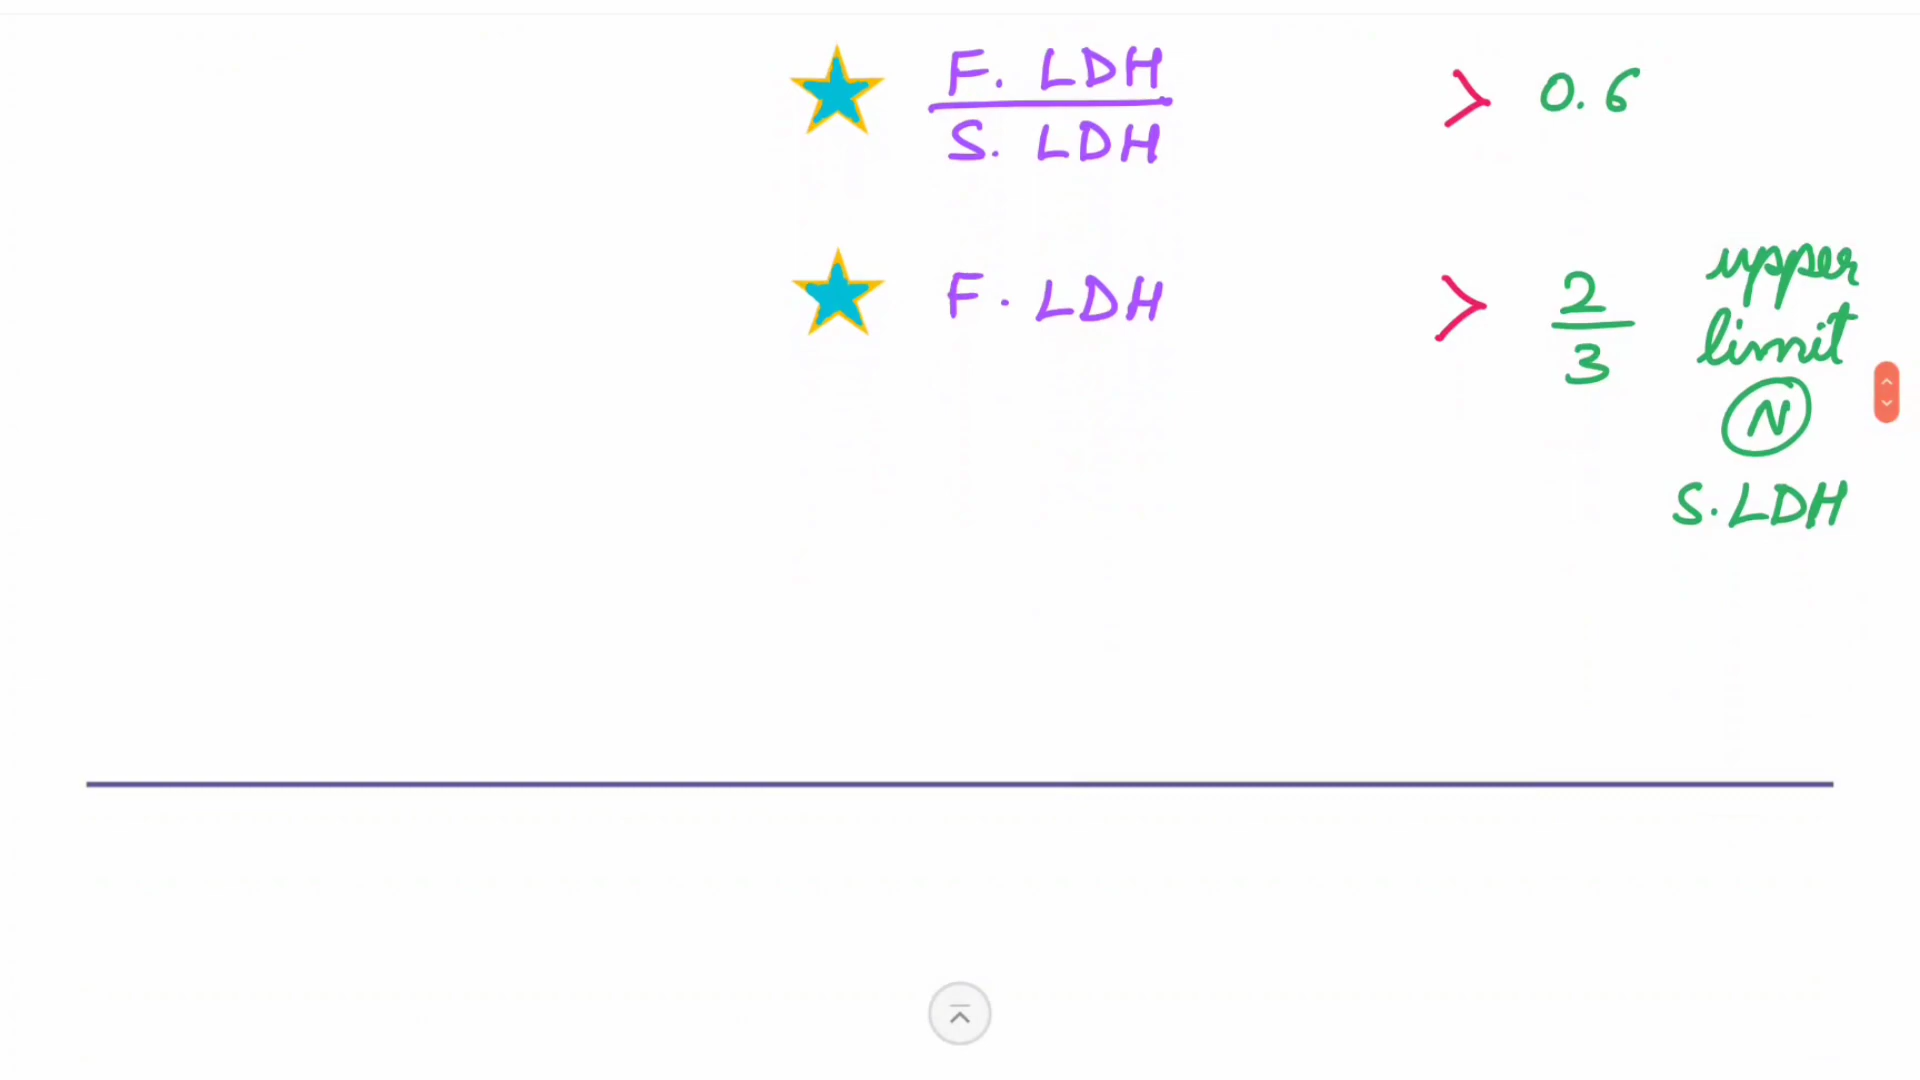 F. LDH
S. LDH
> 0.6
F. LDH > 2
3
upper
limit
N
S. LDH